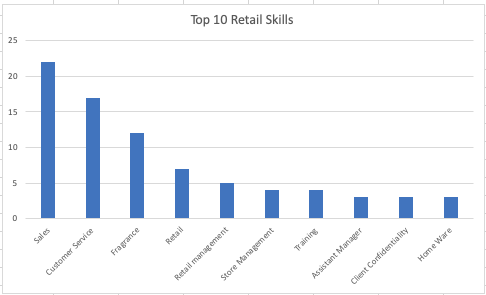 Top 10 Retail Skills
25
20
15
10
5
0
Sales
Customer Service
Fragrance
Retail
Retail management
Store Management
Training
Assistant Manager
Client Confidentiality
Home Ware